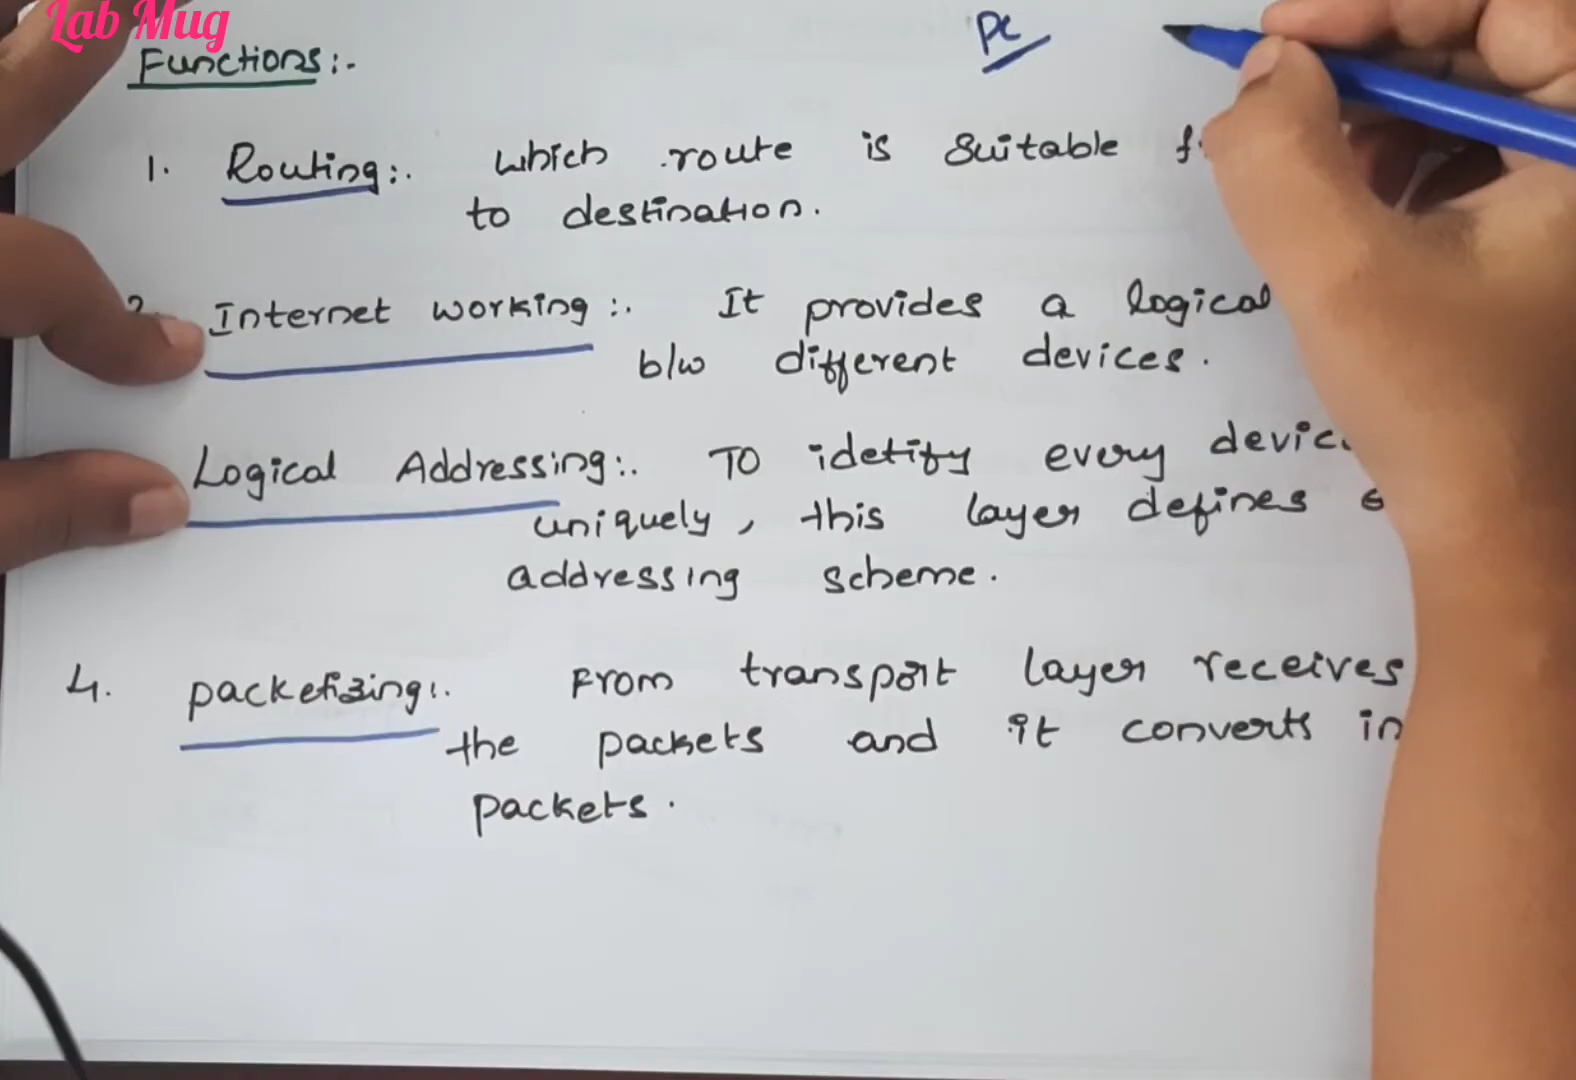 Lab Mug
Pc
Functions:-
1. Routing:. which route is suitable
to destination.
2. Internet working :. It provides a logical
b/w different devices.
Logical Addressing:. To idetify every
uniquely, this layer defines
addressing scheme.
4. packetizing:. From transport layer receives
the packets and it converts in
packets.